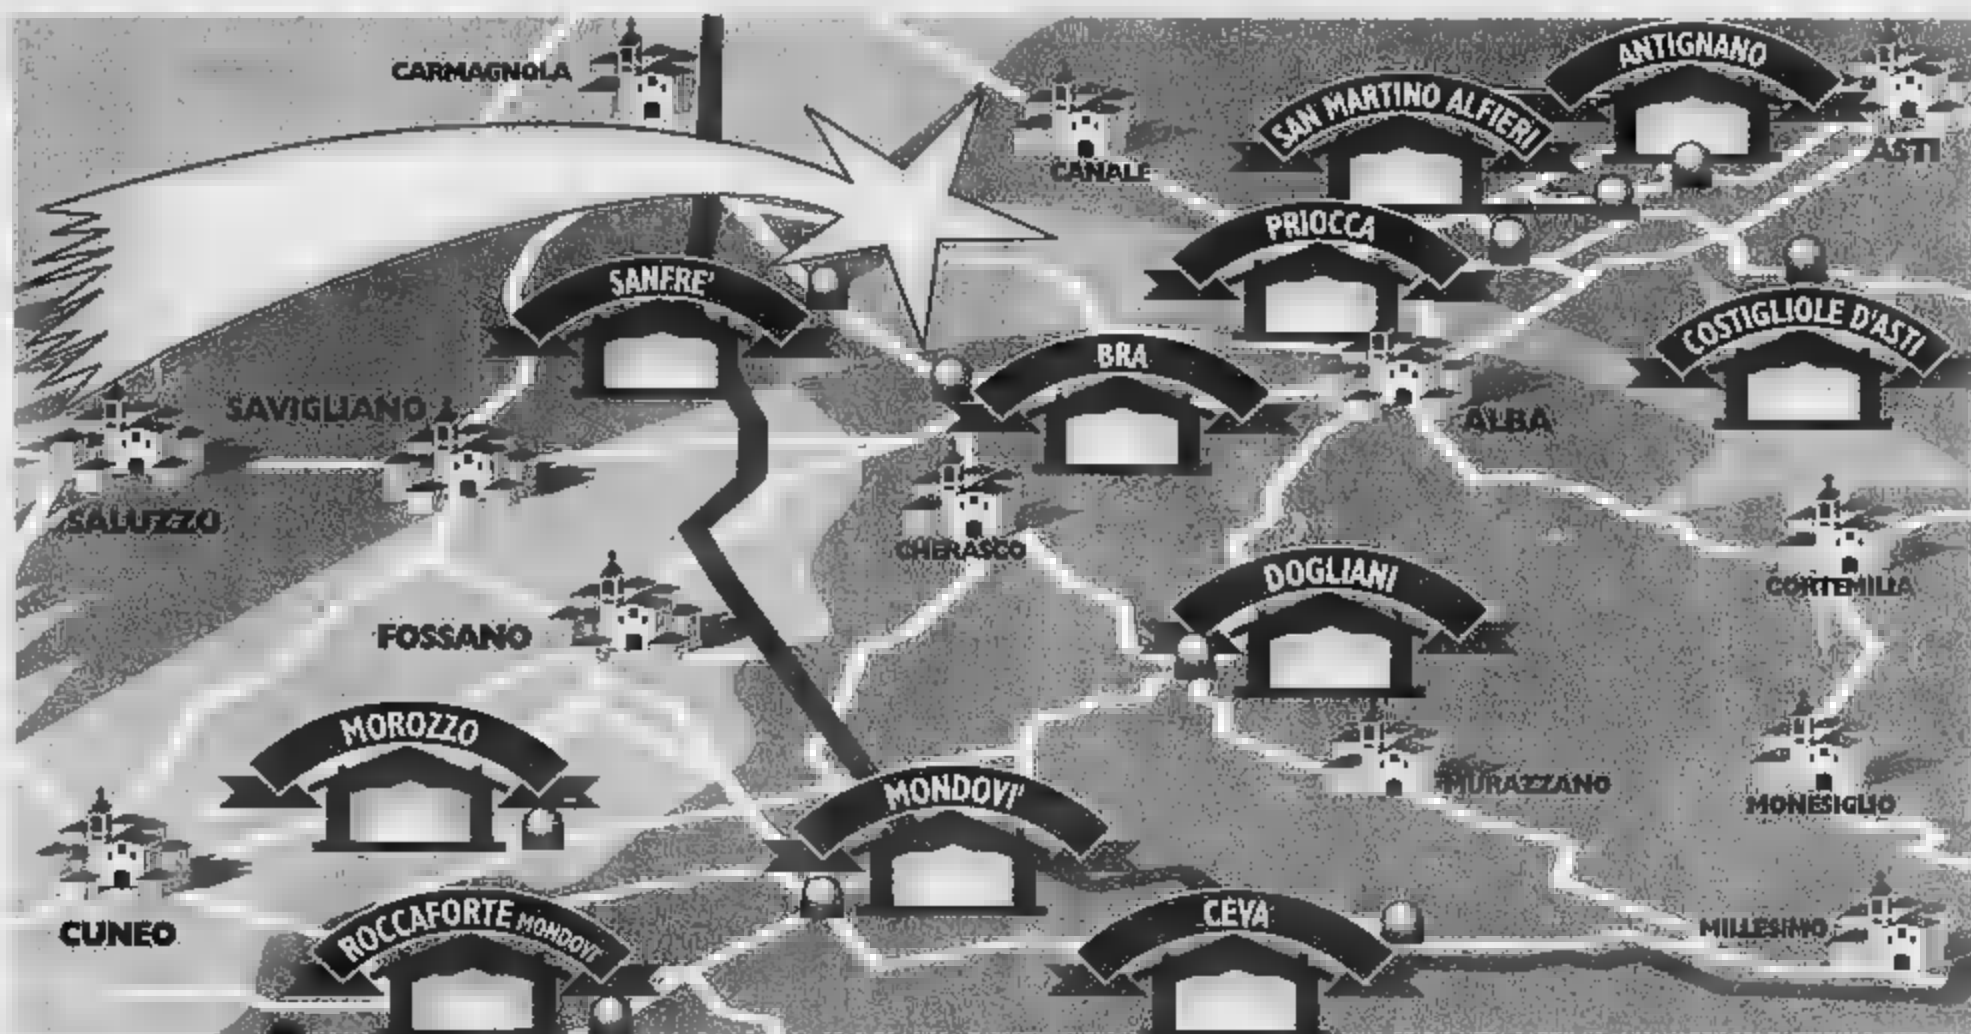 CARMAGNOLA
ANTIGNANO
SAN MARTINO ALFIERI
ASTI
CANALE
PRIOCCA
SANFRE'
COSTIGLIOLE D'ASTI
BRA
SAVIGLIANO
ALBA
SALUZZO
CHERASCO
DOGLIANI
CORTEMILIA
FOSSANO
MOROZZO
MURAZZANO
MONDOVI'
MONESIGLIO
CUNEO
ROCCAFORTE MONDOVI'
CEVA
MILLESIMO